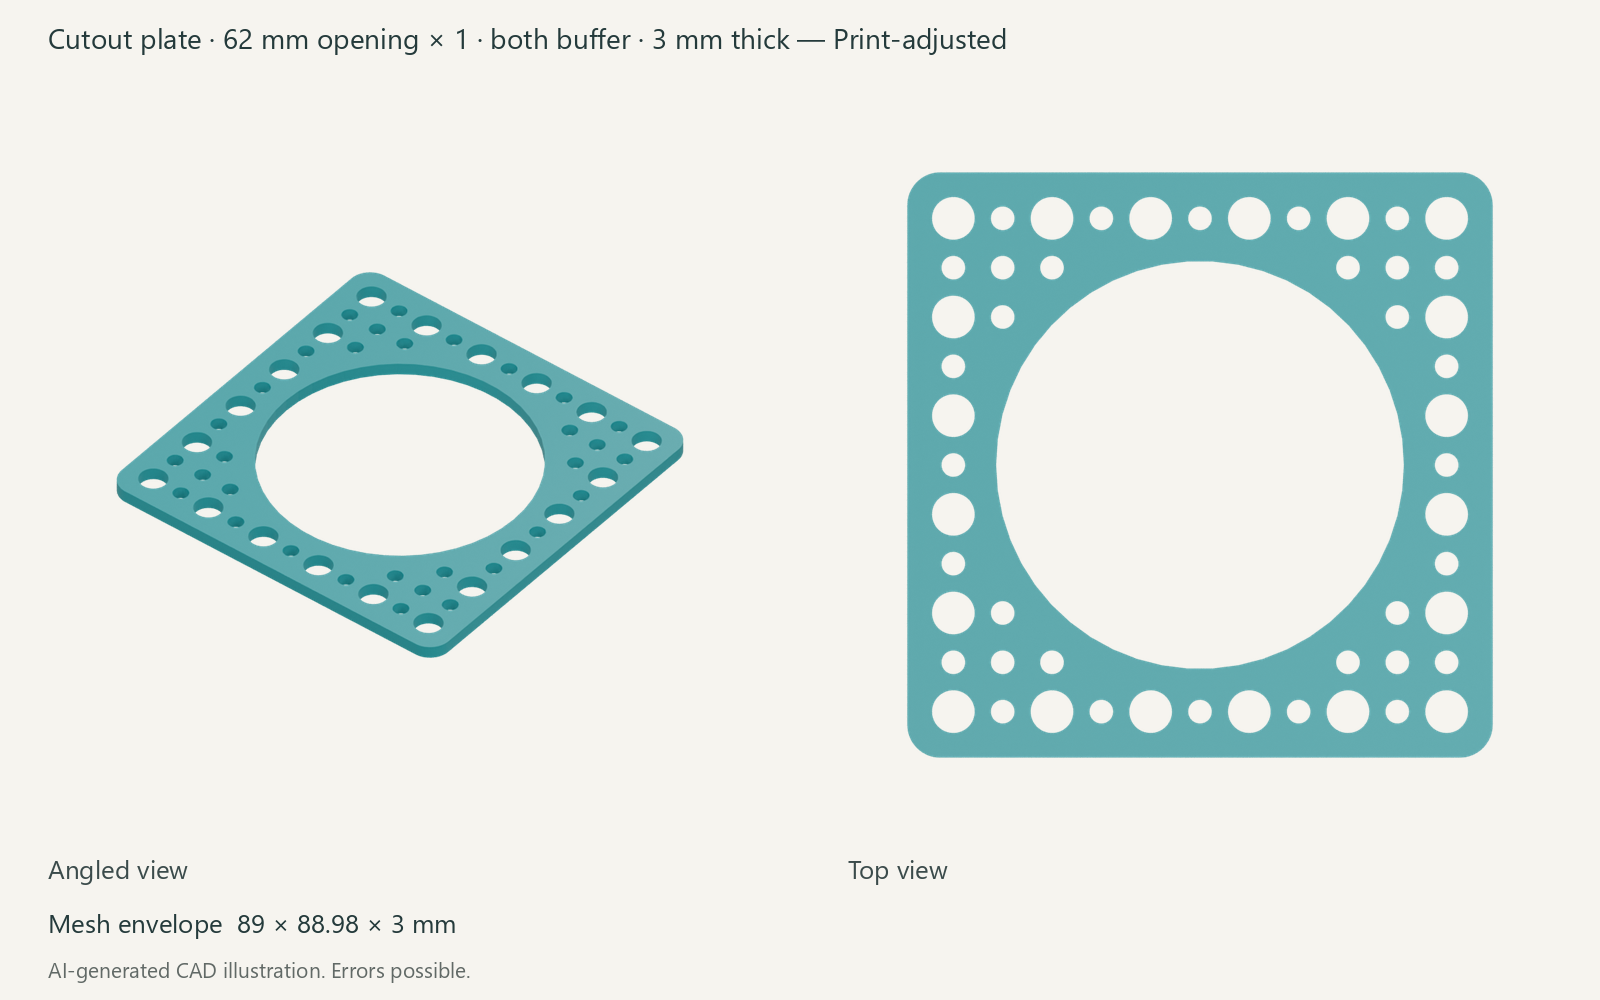 Cutout plate · 62 mm opening × 1 · both buffer · 3 mm thick — Print-adjusted
Angled view
Top view
Mesh envelope 89 × 88.98 × 3 mm
AI-generated CAD illustration. Errors possible.